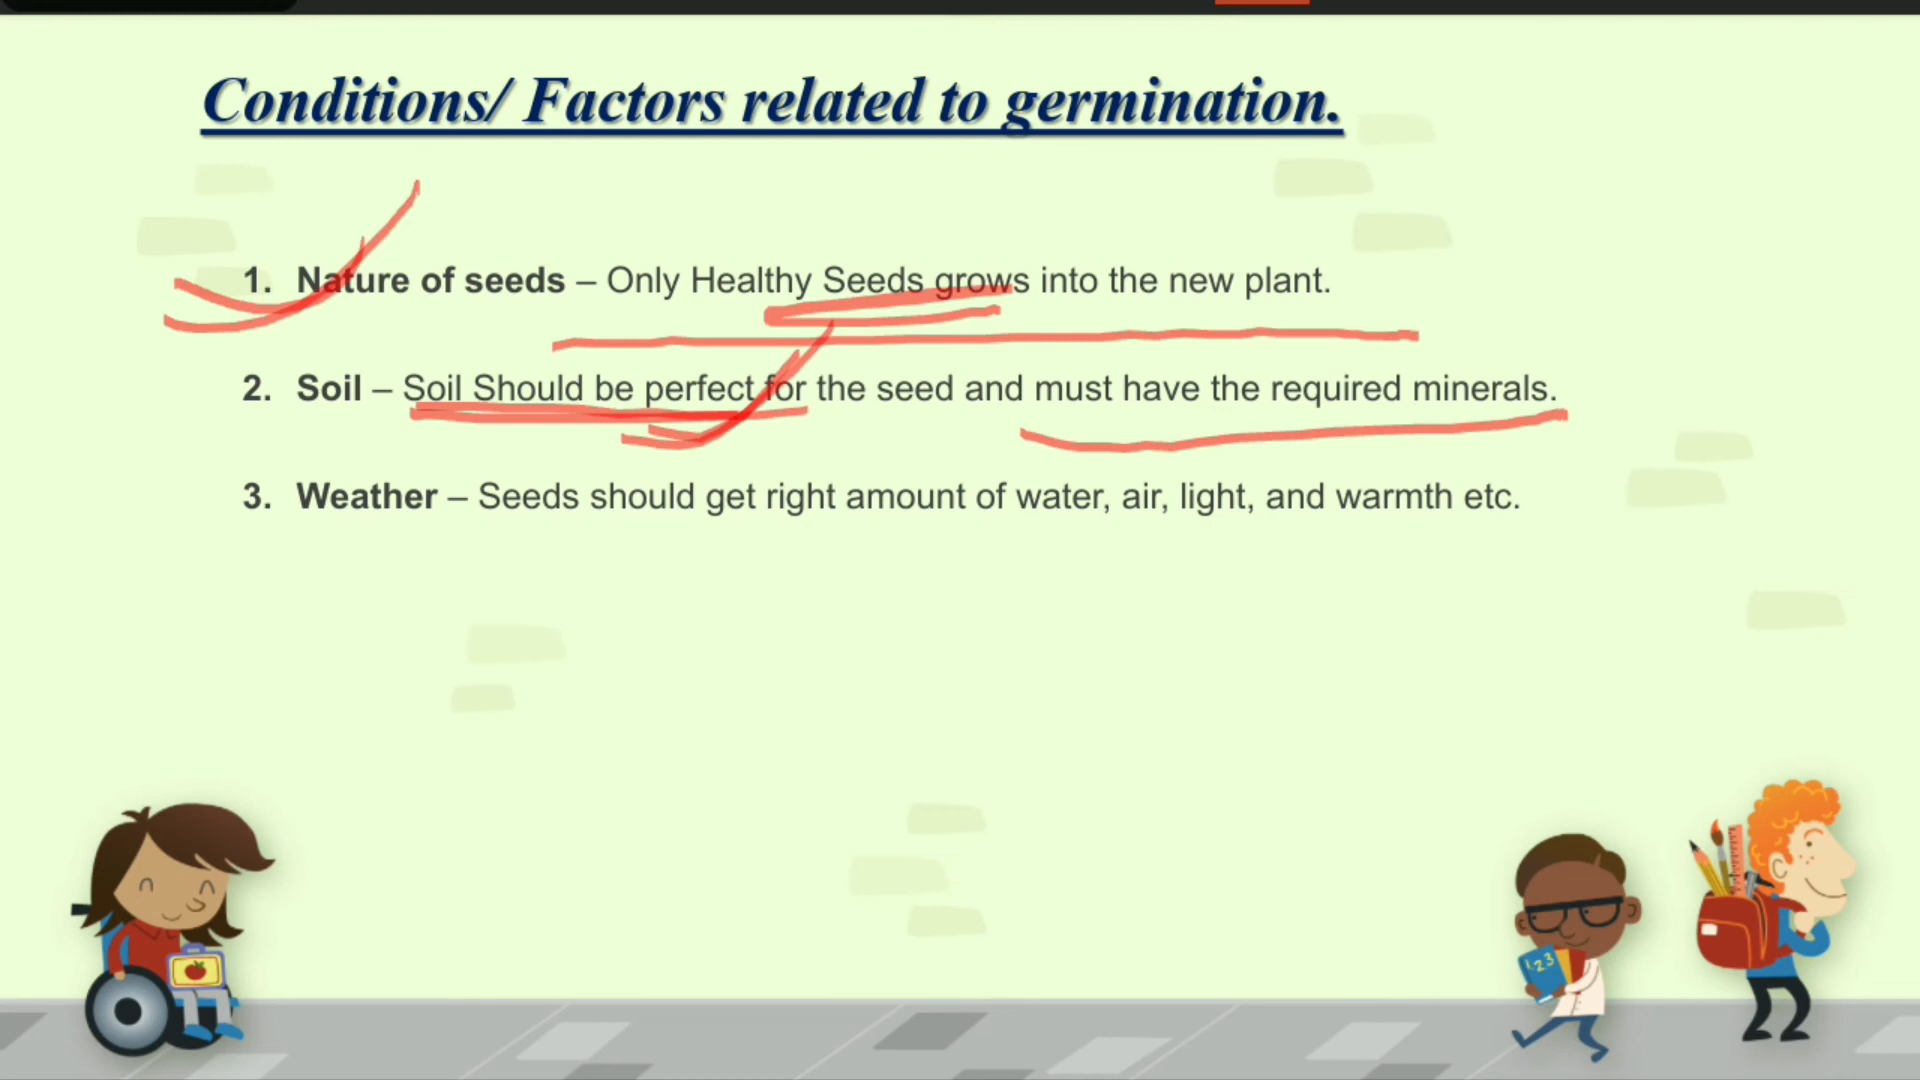 Conditions/ Factors related to germination.
1. Nature of seeds – Only Healthy Seeds grows into the new plant.
2. Soil – Soil Should be perfect for the seed and must have the required minerals.
3. Weather – Seeds should get right amount of water, air, light, and warmth etc.
123